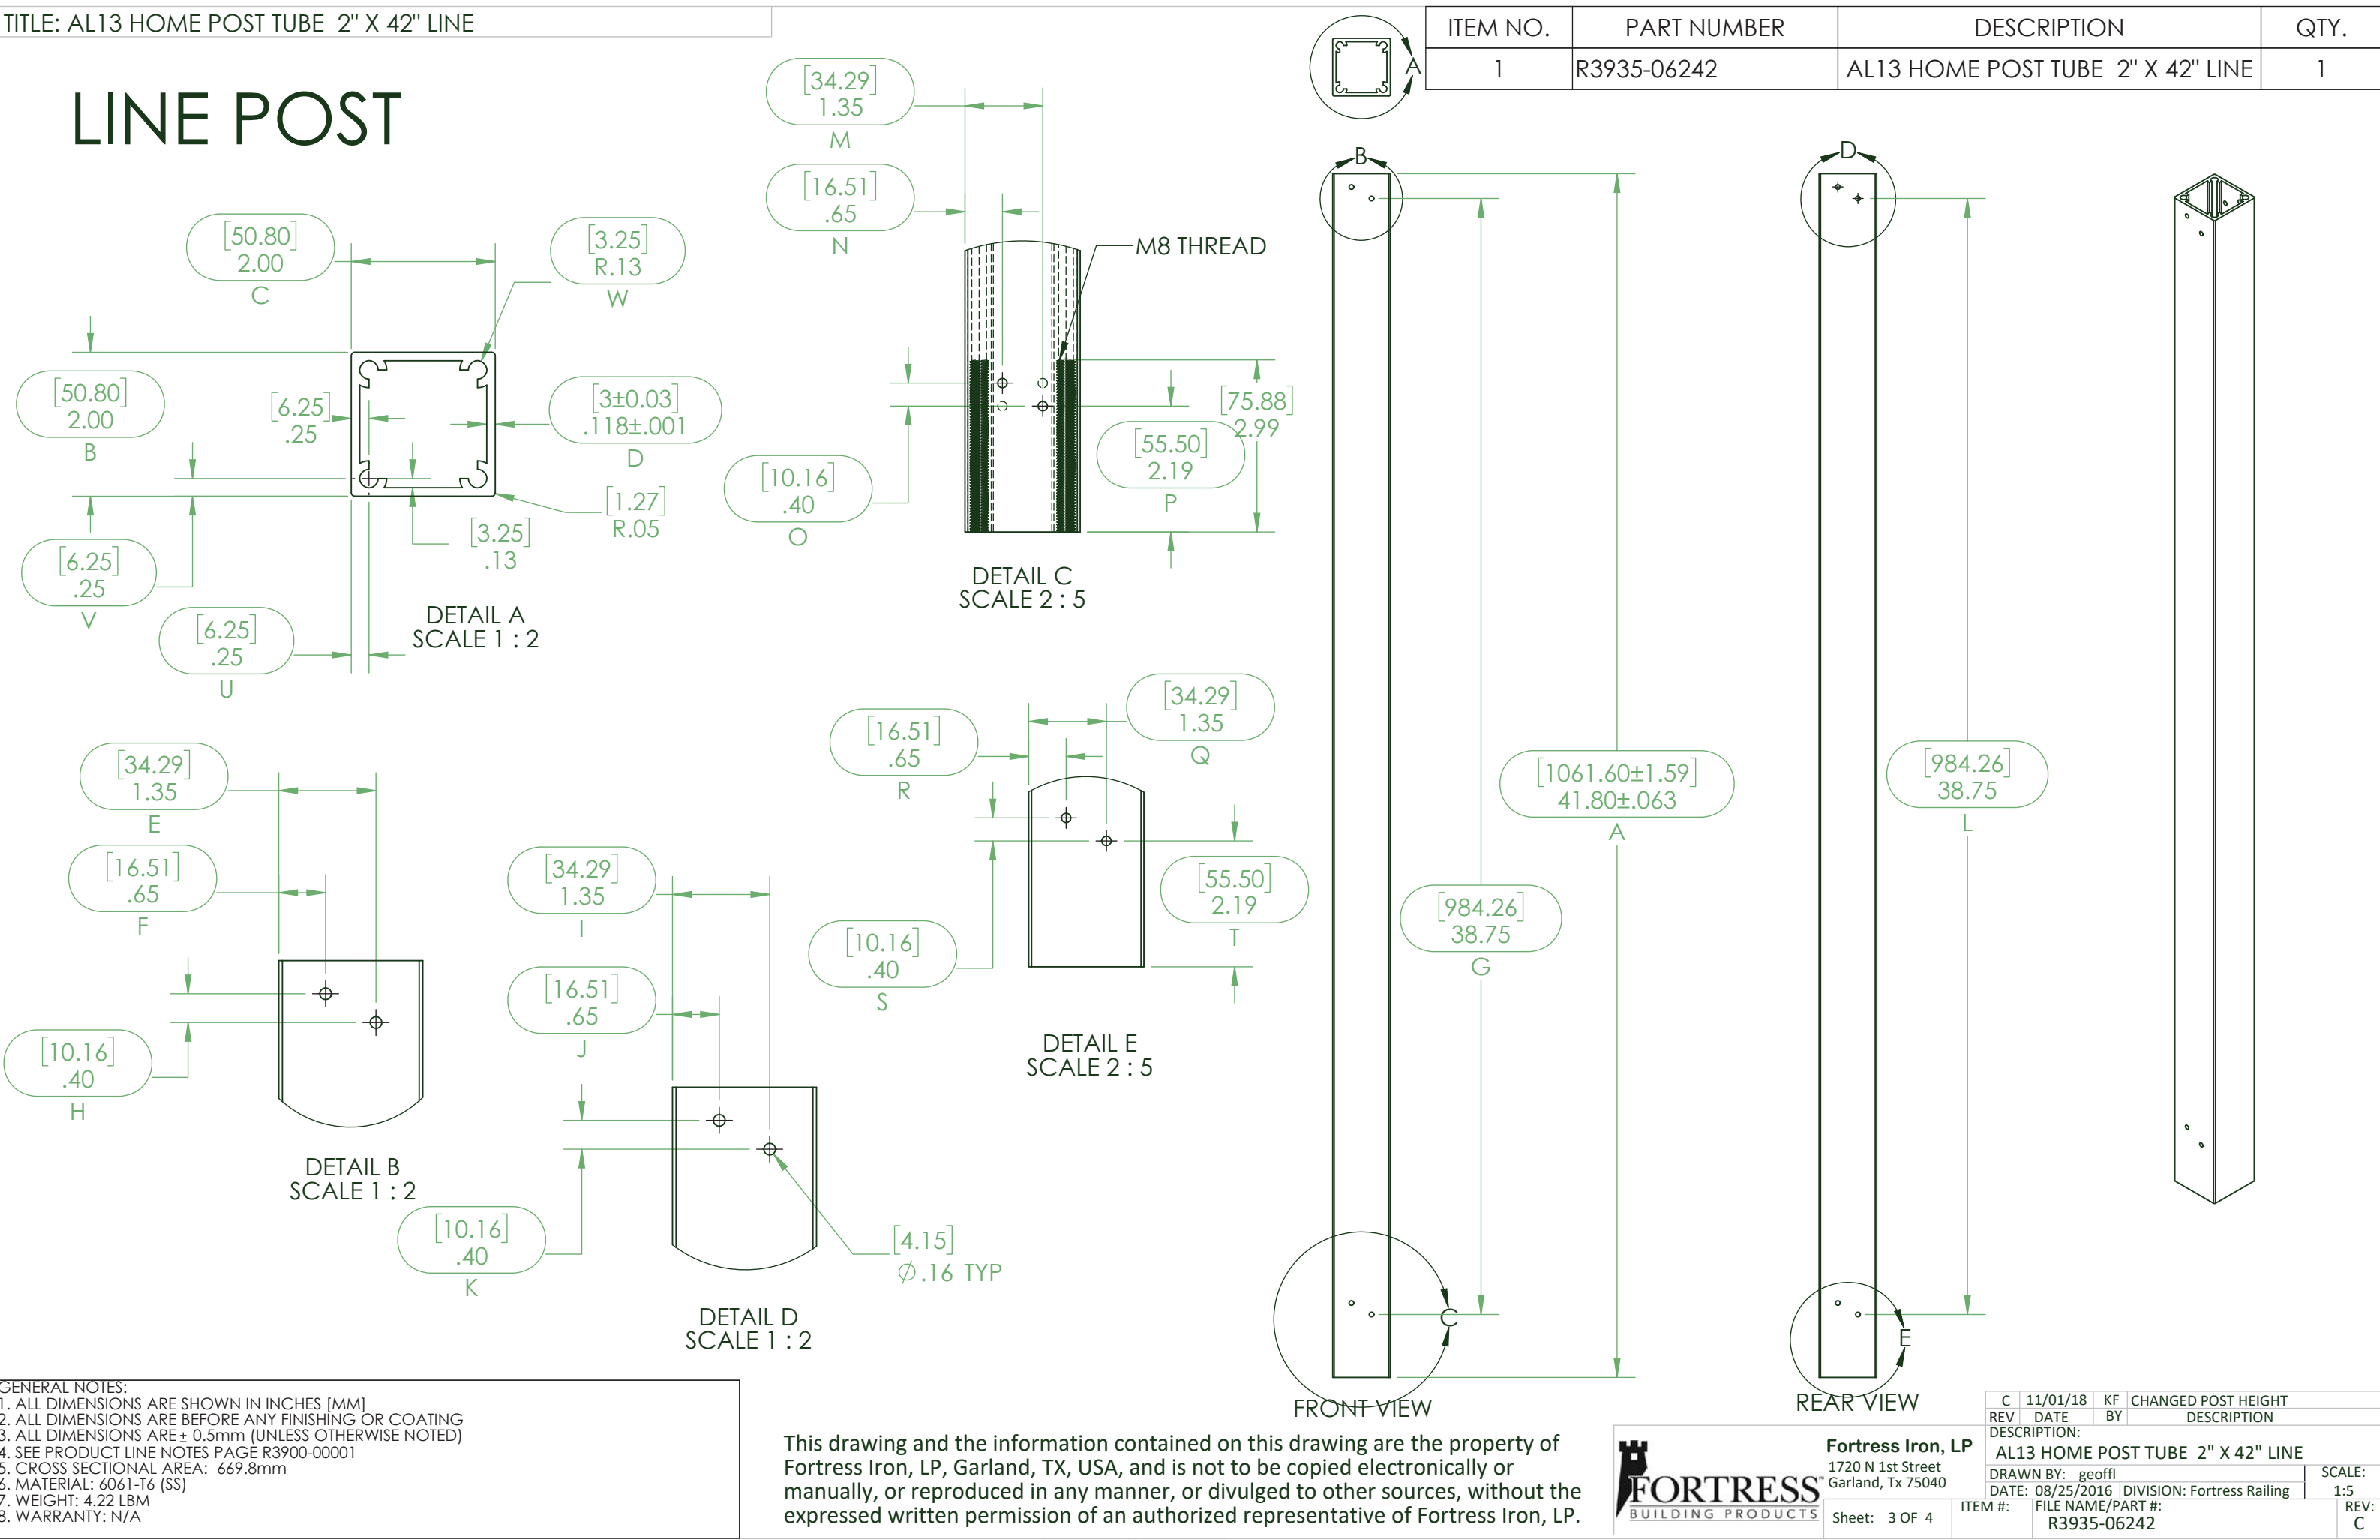 TITLE: AL13 HOME POST TUBE 2" X 42" LINE
ITEM NO. PART NUMBER DESCRIPTION QTY.
1 R3935-06242 AL13 HOME POST TUBE 2" X 42" LINE 1
LINE POST
A
[34.29]
1.35
M
[16.51]
.65
N
M8 THREAD
[50.80]
2.00
C
[3.25]
R.13
W
[50.80]
2.00
B
[6.25]
.25
[3±0.03]
.118±.001
D
[6.25]
.25
V
[3.25]
.13
[1.27]
R.05
[6.25]
.25
U
DETAIL A
SCALE 1 : 2
[10.16]
.40
O
[75.88]
2.99
[55.50]
2.19
P
DETAIL C
SCALE 2 : 5
B
D
[34.29]
1.35
E
[16.51]
.65
F
[10.16]
.40
H
DETAIL B
SCALE 1 : 2
[34.29]
1.35
I
[16.51]
.65
J
[10.16]
.40
K
[4.15]
Ø.16 TYP
DETAIL D
SCALE 1 : 2
[34.29]
1.35
Q
[16.51]
.65
R
[10.16]
.40
S
[55.50]
2.19
T
DETAIL E
SCALE 2 : 5
[1061.60±1.59]
41.80±.063
A
[984.26]
38.75
G
[984.26]
38.75
L
C
E
FRONT VIEW
REAR VIEW
GENERAL NOTES:
1. ALL DIMENSIONS ARE SHOWN IN INCHES [MM]
2. ALL DIMENSIONS ARE BEFORE ANY FINISHING OR COATING
3. ALL DIMENSIONS ARE ± 0.5mm (UNLESS OTHERWISE NOTED)
4. SEE PRODUCT LINE NOTES PAGE R3900-00001
5. CROSS SECTIONAL AREA: 669.8mm
6. MATERIAL: 6061-T6 (SS)
7. WEIGHT: 4.22 LBM
8. WARRANTY: N/A
This drawing and the information contained on this drawing are the property of
Fortress Iron, LP, Garland, TX, USA, and is not to be copied electronically or
manually, or reproduced in any manner, or divulged to other sources, without the
expressed written permission of an authorized representative of Fortress Iron, LP.
FORTRESS™
BUILDING PRODUCTS
Fortress Iron, LP
1720 N 1st Street
Garland, Tx 75040
Sheet: 3 OF 4
C 11/01/18 KF CHANGED POST HEIGHT
REV DATE BY DESCRIPTION
DESCRIPTION:
AL13 HOME POST TUBE 2" X 42" LINE
DRAWN BY: geoffl SCALE:
DATE: 08/25/2016 DIVISION: Fortress Railing 1:5
ITEM #: FILE NAME/PART #: REV:
R3935-06242 C